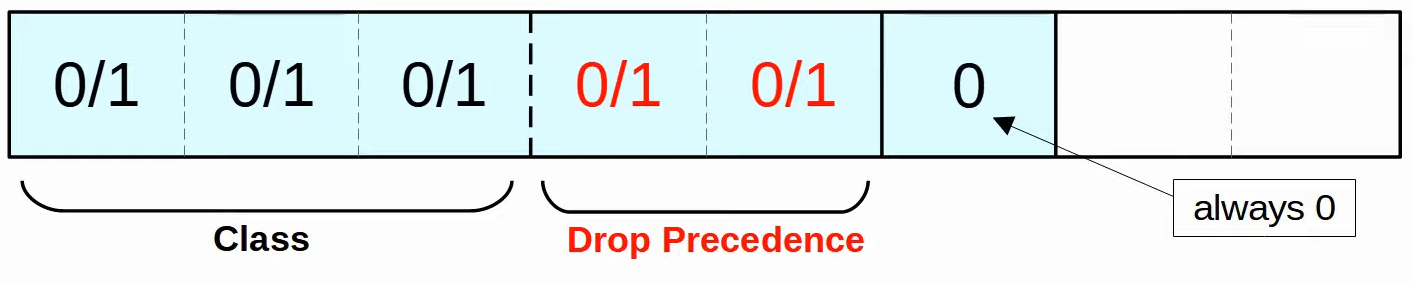 0/1 0/1 0/1 0/1 0/1 0
always 0
Class Drop Precedence